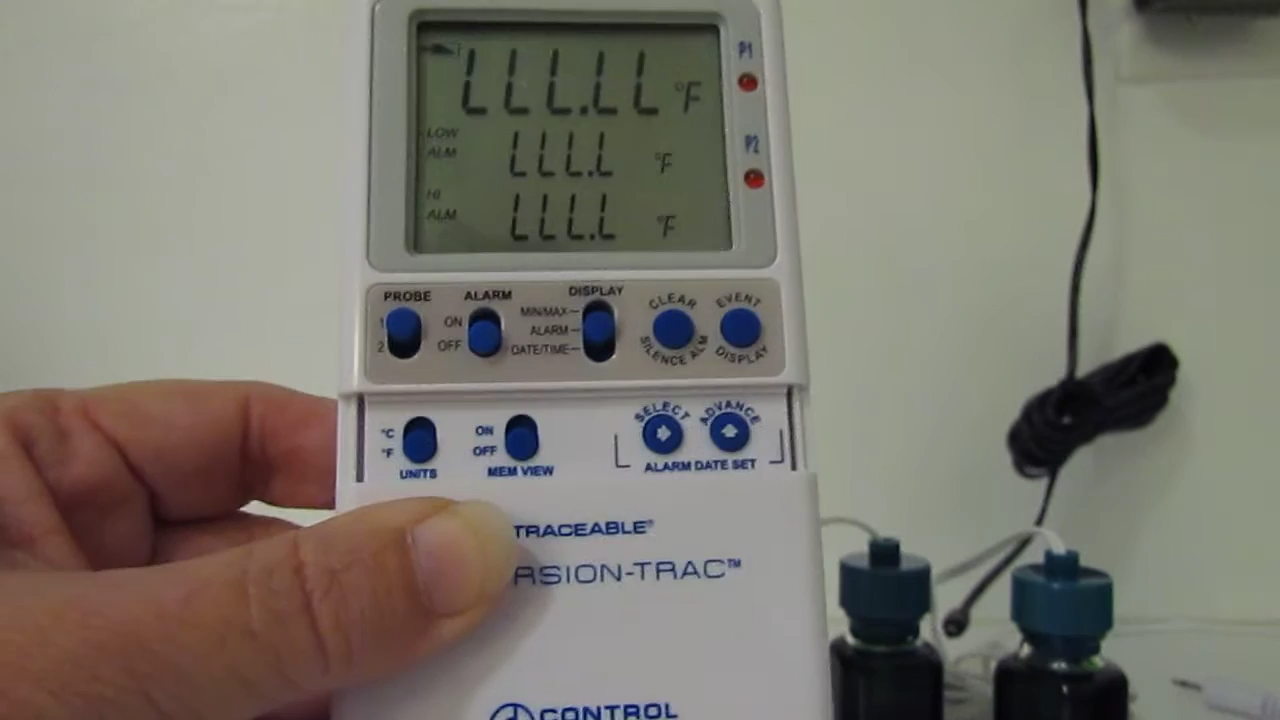 LLL.LL °F
P1
LOW
ALM
LLL.L °F
P2
HI
ALM
LLL.L °F
PROBE ALARM DISPLAY
1
2
ON
OFF
MIN/MAX
ALARM
DATE/TIME
CLEAR
SILENCE ALM
EVENT
DISPLAY
°C
°F
UNITS
ON
OFF
MEM VIEW
SELECT
ADVANCE
ALARM DATE SET
TRACEABLE®
RSION-TRAC™
CONTROL